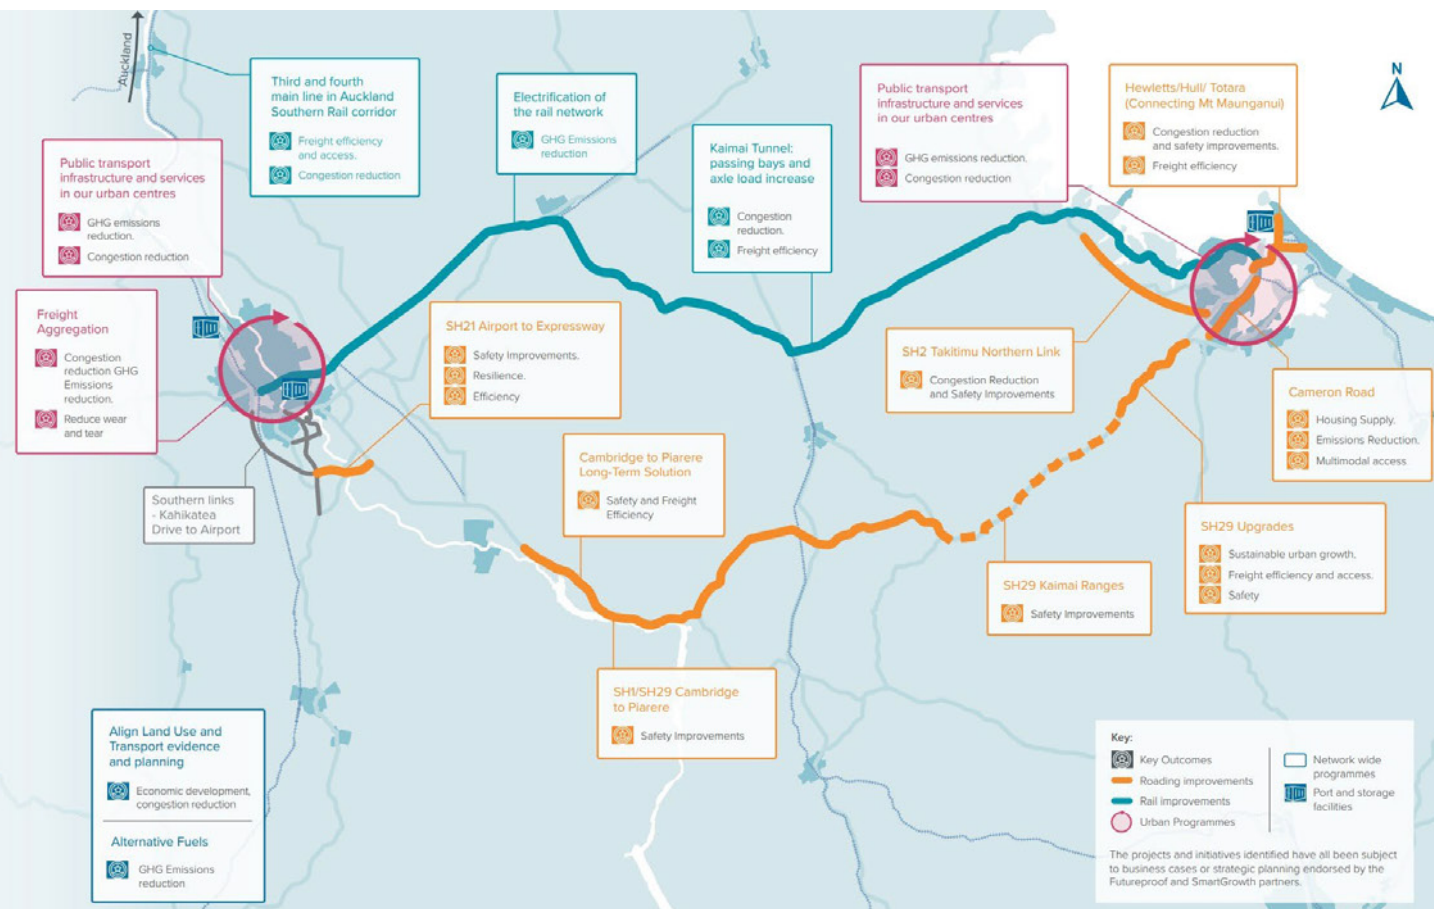 Auckland
Third and fourth
main line in Auckland
Southern Rail corridor
Freight efficiency
and access.
Congestion reduction
Electrification of
the rail network
GHG Emissions
reduction
Kaimai Tunnel:
passing bays and
axle load increase
Congestion
reduction.
Freight efficiency
Public transport
infrastructure and services
in our urban centres
GHG emissions reduction.
Congestion reduction
Hewletts/Hull/ Totara
(Connecting Mt Maunganui)
Congestion reduction
and safety improvements.
Freight efficiency
N
Public transport
infrastructure and services
in our urban centres
GHG emissions
reduction.
Congestion reduction
Freight
Aggregation
Congestion
reduction GHG
Emissions
reduction.
Reduce wear
and tear
SH21 Airport to Expressway
Safety Improvements.
Resilience.
Efficiency
SH2 Takitimu Northern Link
Congestion Reduction
and Safety Improvements
Cameron Road
Housing Supply.
Emissions Reduction.
Multimodal access
Southern links
- Kahikatea
Drive to Airport
Cambridge to Piarere
Long-Term Solution
Safety and Freight
Efficiency
SH29 Upgrades
Sustainable urban growth.
Freight efficiency and access.
Safety
SH29 Kaimai Ranges
Safety Improvements
SH1/SH29 Cambridge
to Piarere
Safety Improvements
Align Land Use and
Transport evidence
and planning
Economic development,
congestion reduction
Alternative Fuels
GHG Emissions
reduction
Key:
Key Outcomes
Roading improvements
Rail improvements
Urban Programmes
Network wide
programmes
Port and storage
facilities
The projects and initiatives identified have all been subject
to business cases or strategic planning endorsed by the
Futureproof and SmartGrowth partners.